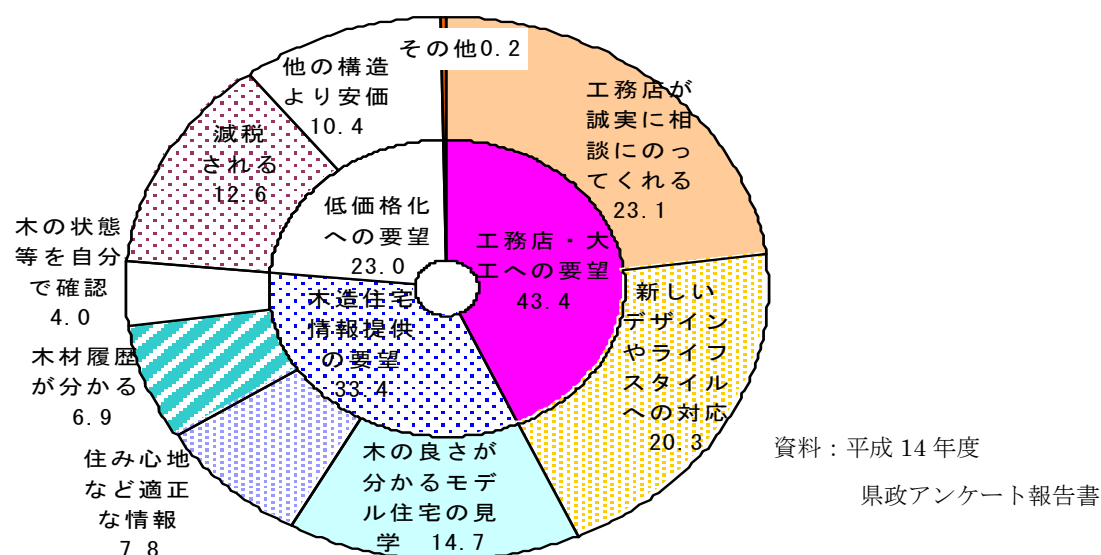 その他0.2
工務店が
誠実に相
談にのっ
てくれる
23.1
新しい
デザイン
やライフ
スタイル
への対応
20.3
木の良さが
分かるモデ
ル住宅の見
学 14.7
住み心地
など適正
な情報
7.8
木材履歴
が分かる
6.9
木の状態
等を自分
で確認
4.0
減税
される
12.6
他の構造
より安価
10.4
工務店・大
工への要望
43.4
木造住宅
情報提供
の要望
33.4
低価格化
への要望
23.0
資料：平成14年度
県政アンケート報告書